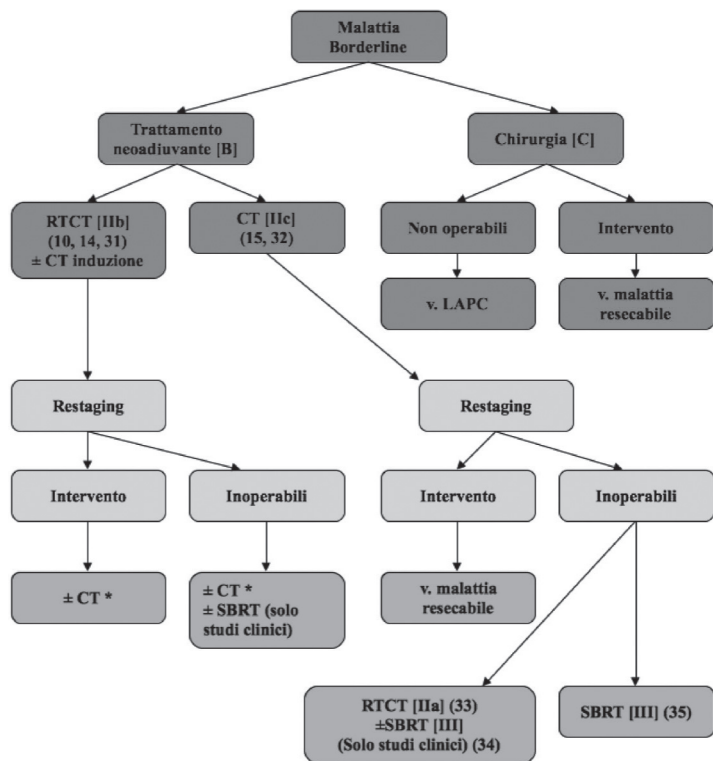 Malattia
Borderline
Trattamento
neoadiuvante [B]
Chirurgia [C]
RTCT [IIb]
(10, 14, 31)
± CT induzione
CT [IIc]
(15, 32)
Non operabili
Intervento
v. LAPC
v. malattia
resecabile
Restaging
Restaging
Intervento
Inoperabili
Intervento
Inoperabili
± CT *
± CT *
± SBRT (solo
studi clinici)
v. malattia
resecabile
RTCT [IIa] (33)
±SBRT [III]
(Solo studi clinici) (34)
SBRT [III] (35)